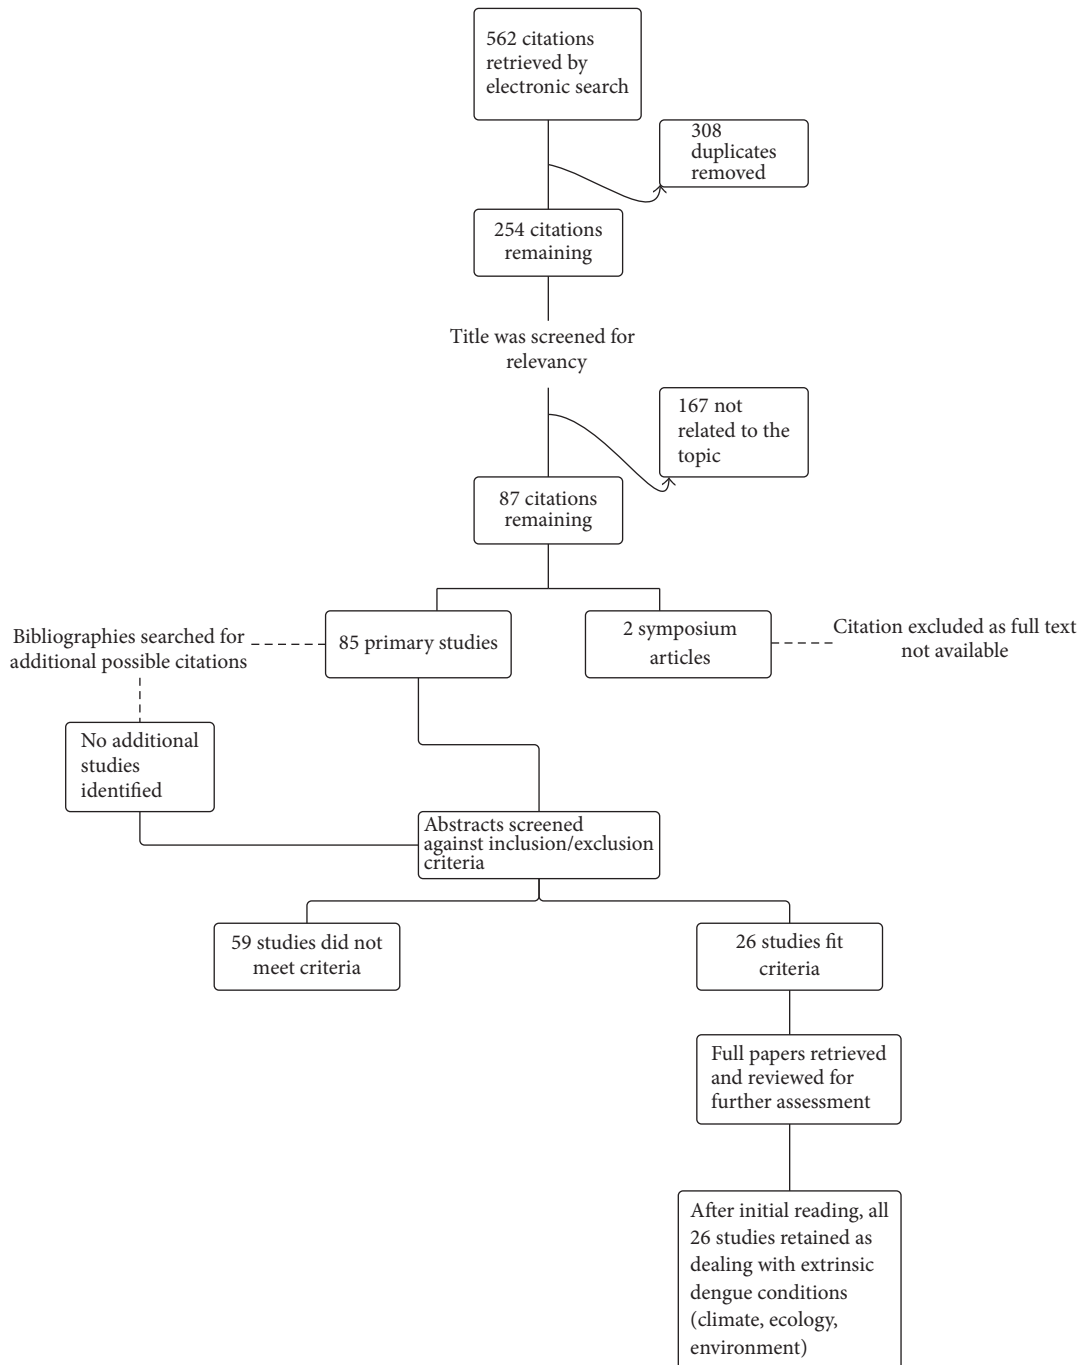 562 citations
retrieved by
electronic search
308
duplicates
removed
254 citations
remaining
Title was screened for
relevancy
167 not
related to the
topic
87 citations
remaining
Bibliographies searched for
additional possible citations
85 primary studies
2 symposium
articles
Citation excluded as full text
not available
No additional
studies
identified
Abstracts screened
against inclusion/exclusion
criteria
59 studies did not
meet criteria
26 studies fit
criteria
Full papers retrieved
and reviewed for
further assessment
After initial reading, all
26 studies retained as
dealing with extrinsic
dengue conditions
(climate, ecology,
environment)